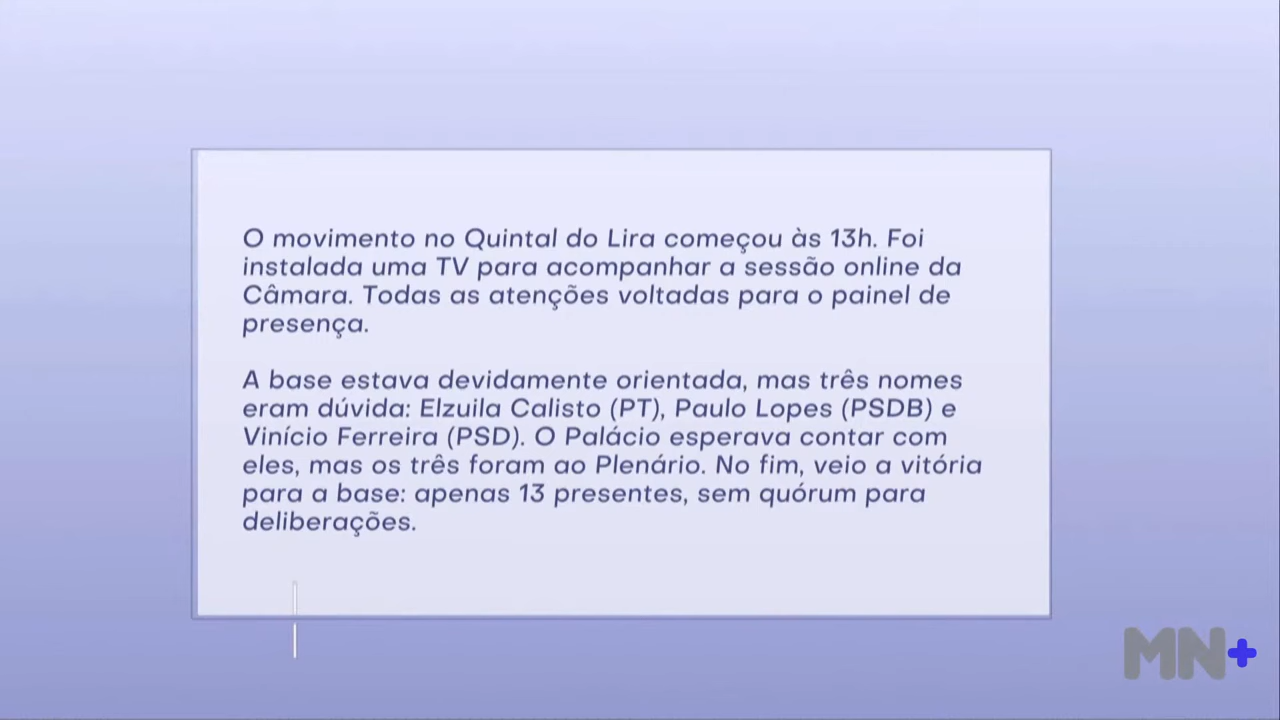 O movimento no Quintal do Lira começou às 13h. Foi
instalada uma TV para acompanhar a sessão online da
Câmara. Todas as atenções voltadas para o painel de
presença.
A base estava devidamente orientada, mas três nomes
eram dúvida: Elzuila Calisto (PT), Paulo Lopes (PSDB) e
Vinício Ferreira (PSD). O Palácio esperava contar com
eles, mas os três foram ao Plenário. No fim, veio a vitória
para a base: apenas 13 presentes, sem quórum para
deliberações.
MN+